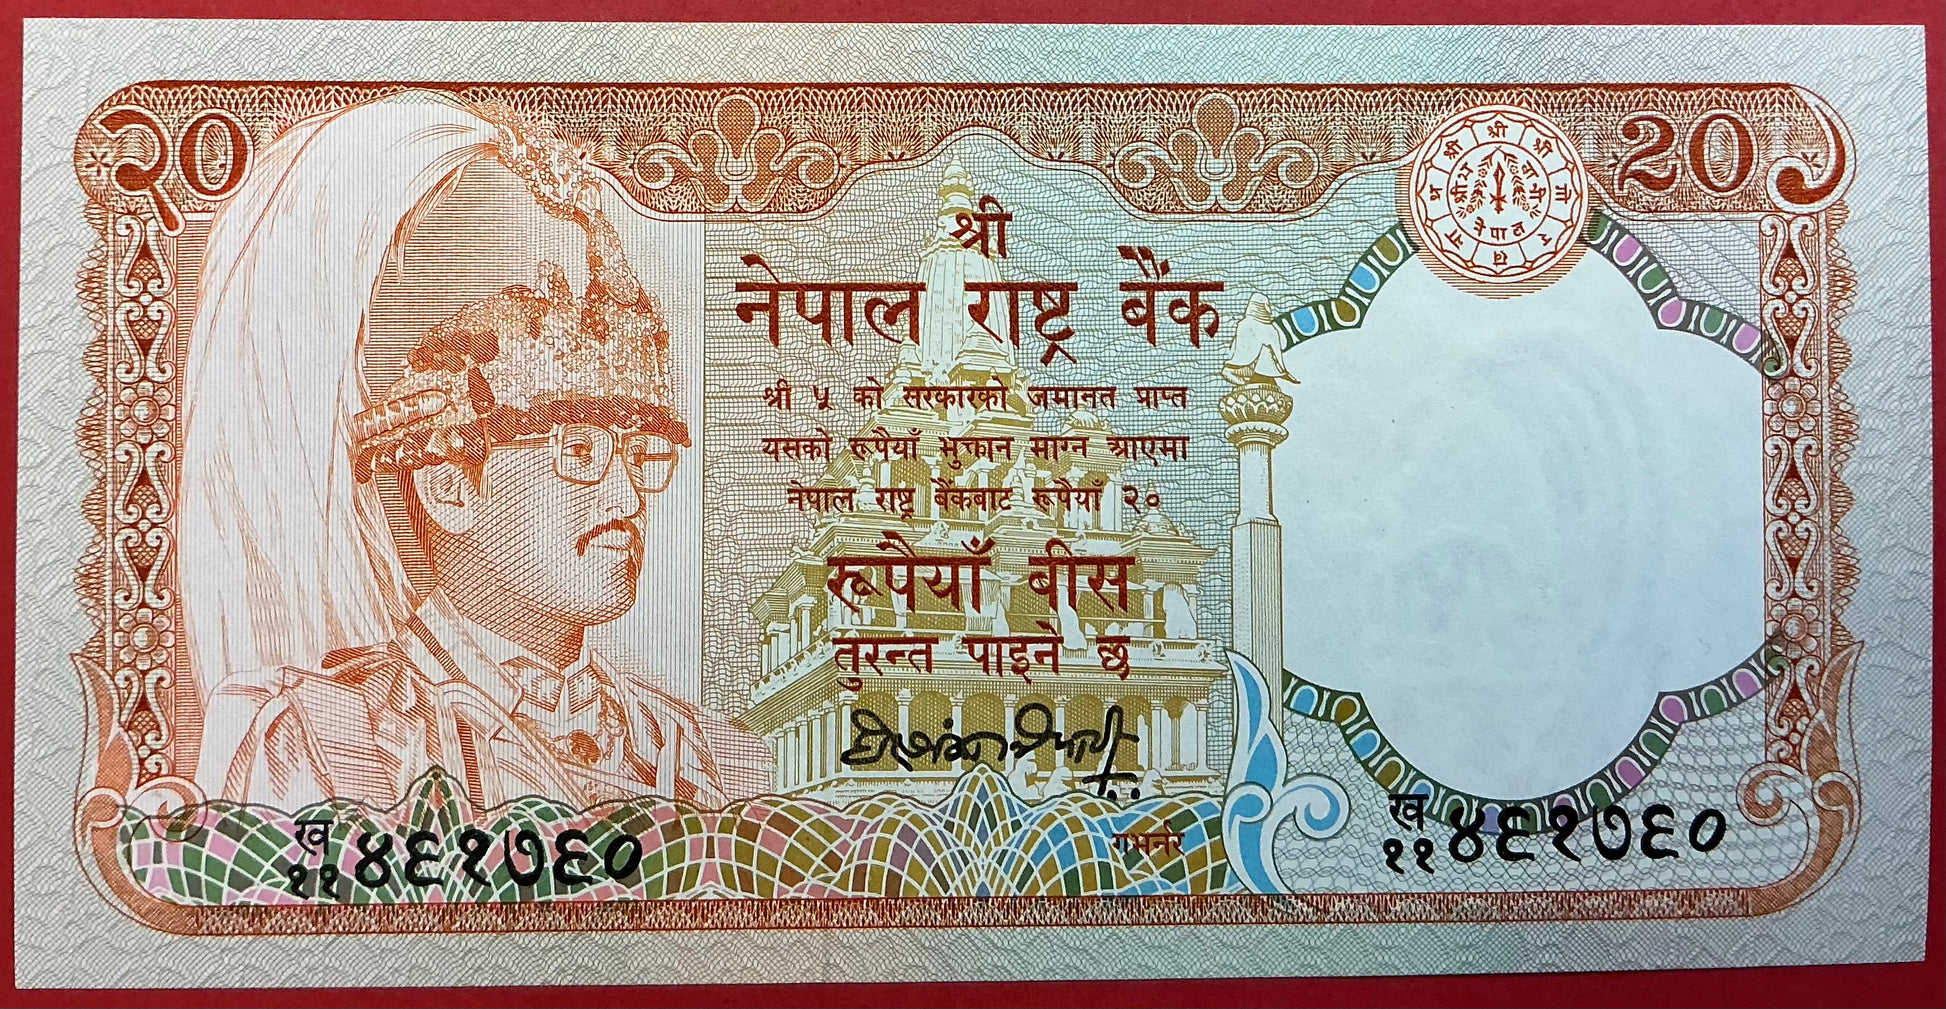 २० २०
श्री
नेपाल राष्ट्र बैंक
श्री ५ को सरकारको जमानत प्राप्त
यसको रूपैयाँ भुक्तान माग्न आएमा
नेपाल राष्ट्र बैंकबाट रूपैयाँ २०
रूपैयाँ बीस
तुरन्त पाइने छ
गभर्नर
ख ११ ४६१७६० ख ११ ४६१७६०